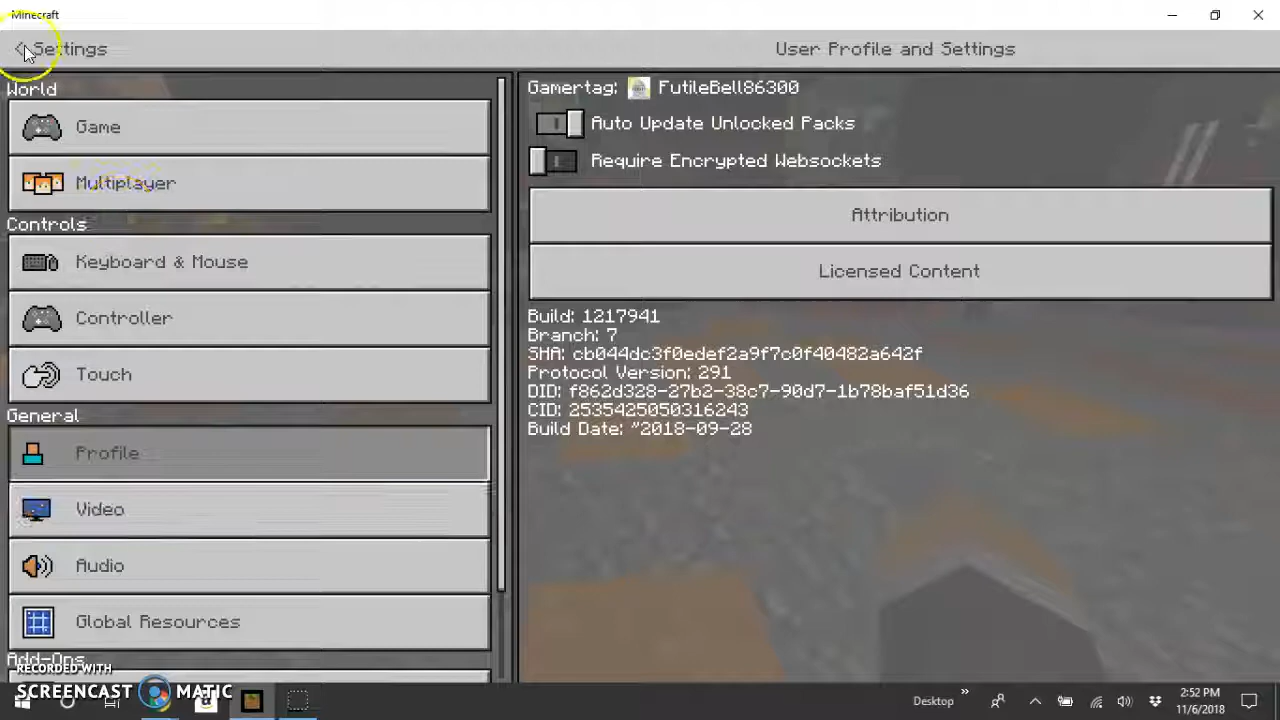 Minecraft
Settings
User Profile and Settings
World
Game
Multiplayer
Controls
Keyboard & Mouse
Controller
Touch
General
Profile
Video
Audio
Global Resources
Add-Ons
Gamertag: FutileBell86300
Auto Update Unlocked Packs
Require Encrypted Websockets
Attribution
Licensed Content
Build: 1217941
Branch: 7
SHA: cb044dc3f0edef2a9f7c0f40482a642f
Protocol Version: 291
DID: f862d328-27b2-38c7-90d7-1b78baf51d36
CID: 2535425050316243
Build Date: "2018-09-28
RECORDED WITH
SCREENCAST MATIC
Desktop
2:52 PM
11/6/2018